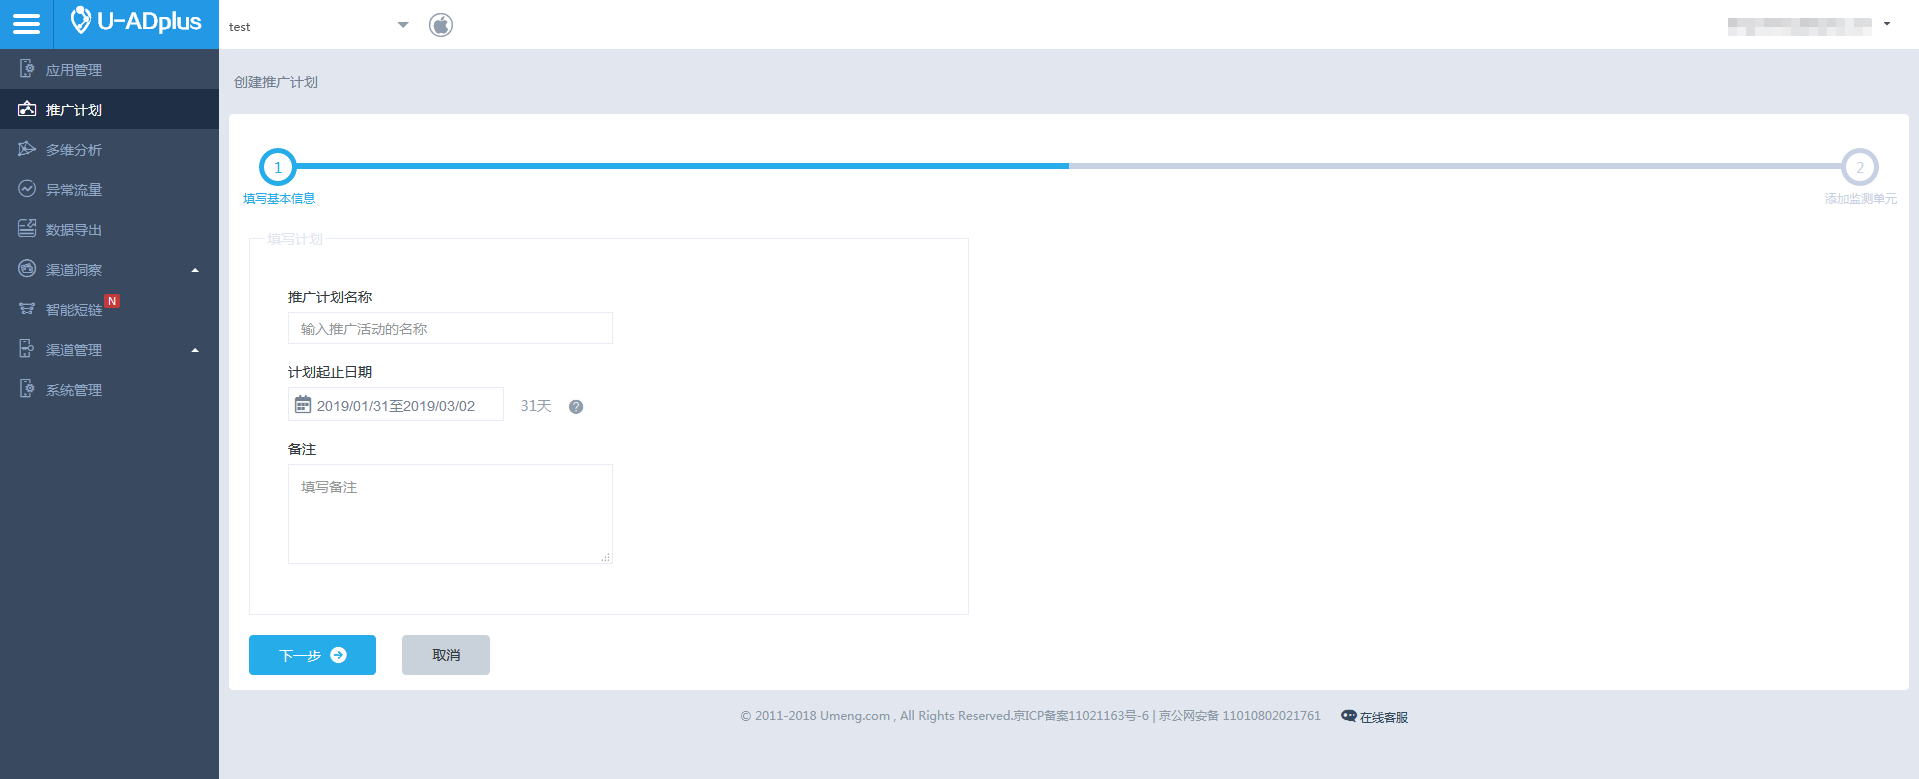 U-ADplus
test
应用管理
推广计划
多维分析
异常流量
数据导出
渠道洞察
智能短链 N
渠道管理
系统管理
创建推广计划
1
2
填写基本信息
添加监测单元
填写计划
推广计划名称
输入推广活动的名称
计划起止日期
2019/01/31至2019/03/02 31天 ?
备注
填写备注
下一步
取消
© 2011-2018 Umeng.com , All Rights Reserved.京ICP备案11021163号-6 | 京公网安备 11010802021761 在线客服